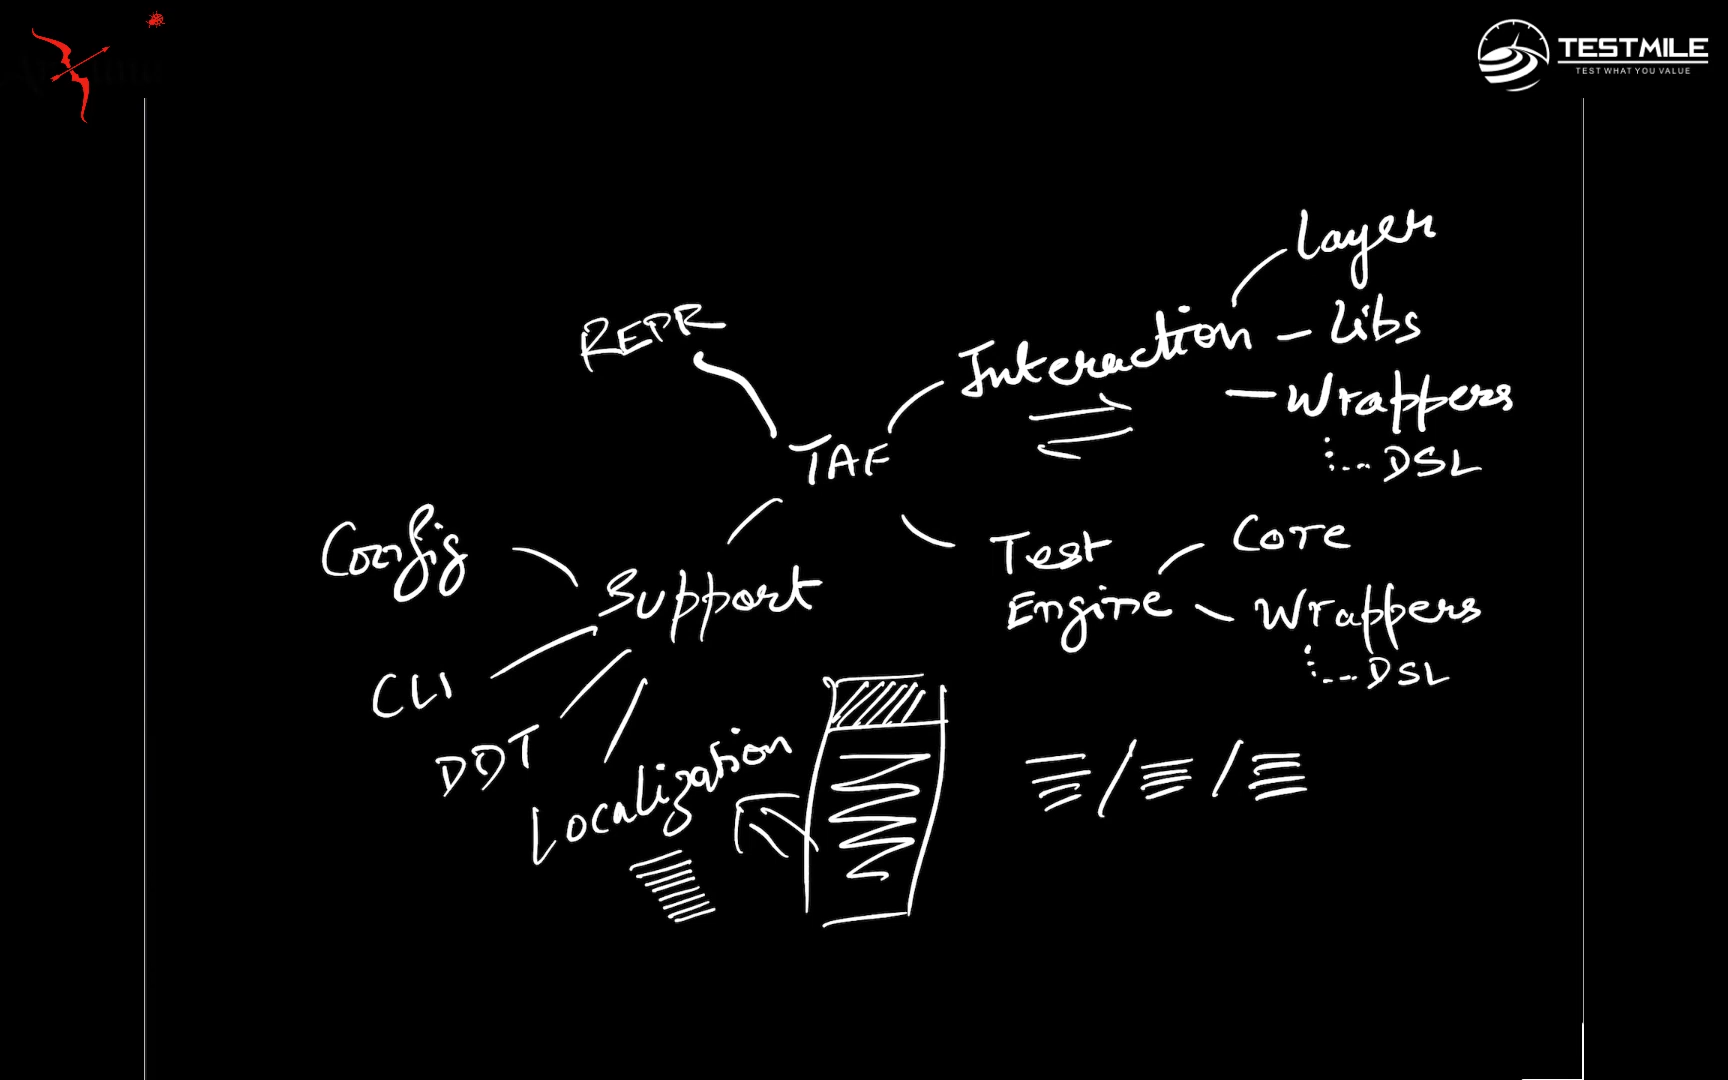 TESTMILE
TEST WHAT YOU VALUE
Layer
REPR
Interaction
Libs
Wrappers
DSL
TAF
Config
Support
Test
Engine
Core
Wrappers
DSL
CLI
DDT
Localization